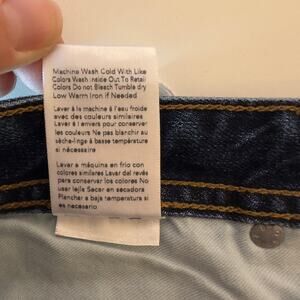 Machine Wash Cold With Like
Colors Wash Inside Out To Retai
Colors Do not Bleach Tumble dry
Low Warm Iron if Needed
Laver à la machine à l'eau froide
avec des couleurs similaires
Laver à l envers pour conserver
les couleurs Ne pas blanchir au
sèche-linge à basse température
si nécessaire
Lavar a máquina en frío con
colores similares Lavar del revés
para conservar los colores No
usar lejía Sacar en secadora
Planchar a baja temperatura si
es necesario